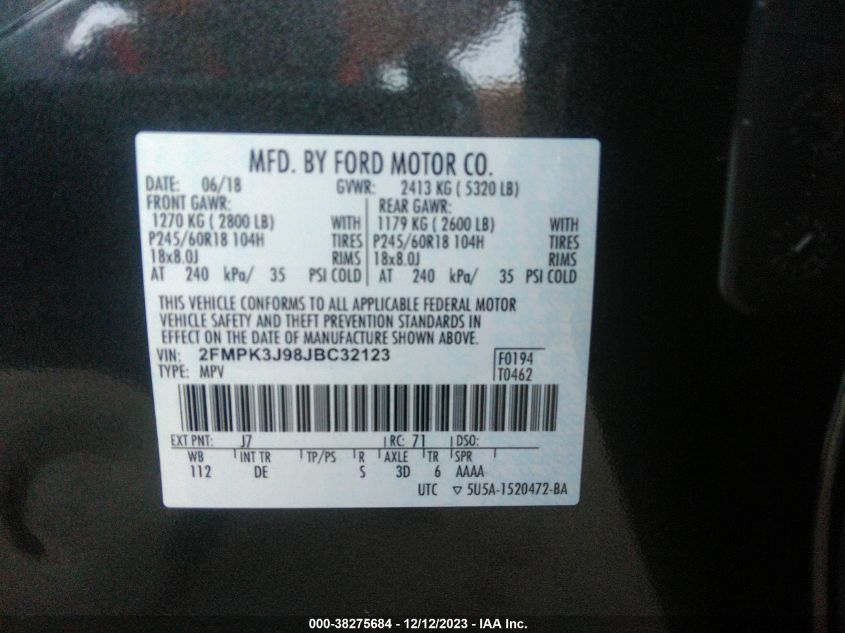 MFD. BY FORD MOTOR CO.
DATE: 06/18 GVWR: 2413 KG ( 5320 LB)
FRONT GAWR: REAR GAWR:
1270 KG ( 2800 LB) WITH 1179 KG ( 2600 LB) WITH
P245/60R18 104H TIRES P245/60R18 104H TIRES
18x8.0J RIMS 18x8.0J RIMS
AT 240 kPa/ 35 PSI COLD AT 240 kPa/ 35 PSI COLD
THIS VEHICLE CONFORMS TO ALL APPLICABLE FEDERAL MOTOR
VEHICLE SAFETY AND THEFT PREVENTION STANDARDS IN
EFFECT ON THE DATE OF MANUFACTURE SHOWN ABOVE.
VIN: 2FMPK3J98JBC32123 F0194
TYPE: MPV T0462
EXT PNT: J7 RC: 71 DSO:
WB INT TR TP/PS R AXLE TR SPR
112 DE S 3D 6 AAAA
UTC ▽ 5U5A-1520472-BA
000-38275684 - 12/12/2023 - IAA Inc.